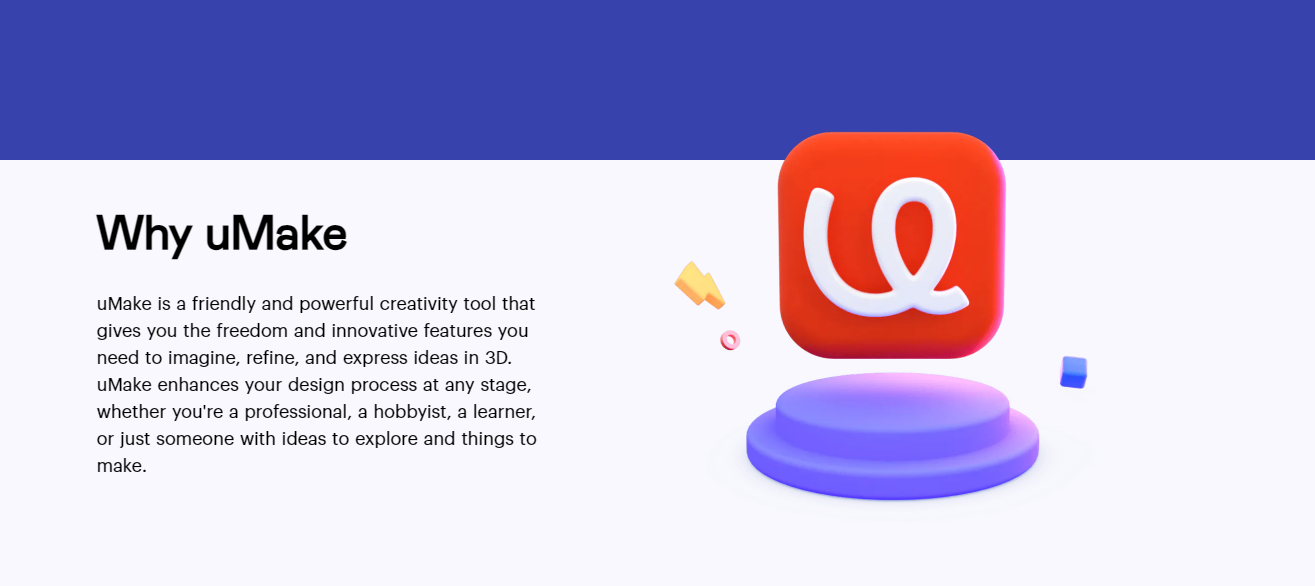 Why uMake
uMake is a friendly and powerful creativity tool that
gives you the freedom and innovative features you
need to imagine, refine, and express ideas in 3D.
uMake enhances your design process at any stage,
whether you're a professional, a hobbyist, a learner,
or just someone with ideas to explore and things to
make.